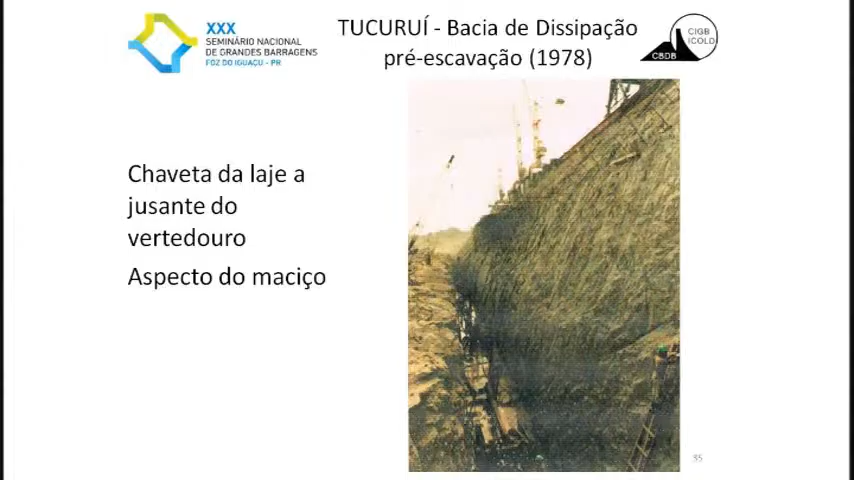 XXX
SEMINÁRIO NACIONAL
DE GRANDES BARRAGENS
FOZ DO IGUAÇU - PR
TUCURUÍ - Bacia de Dissipação
pré-escavação (1978)
CIGB
ICOLD
CBDB
Chaveta da laje a
jusante do
vertedouro
Aspecto do maciço
35